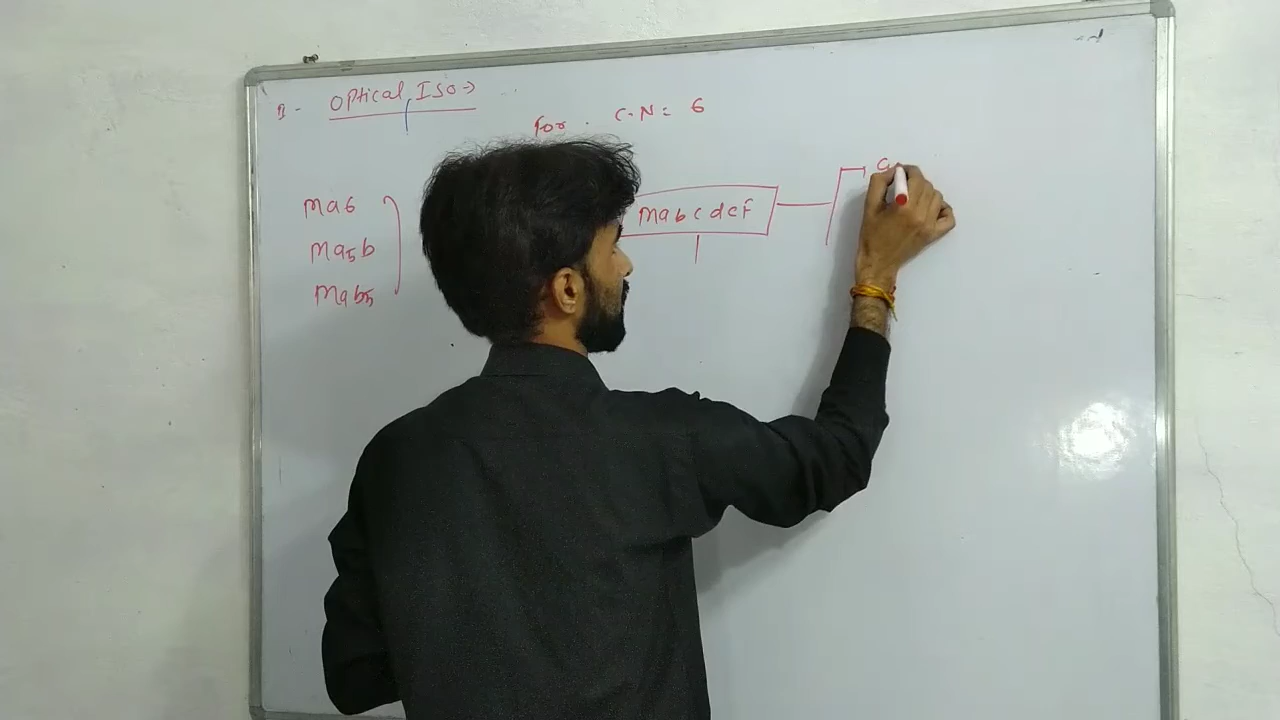 B- Optical Iso→
for. C.N= 6
Ma6
Ma5b
Mab5
Mabcdef
G